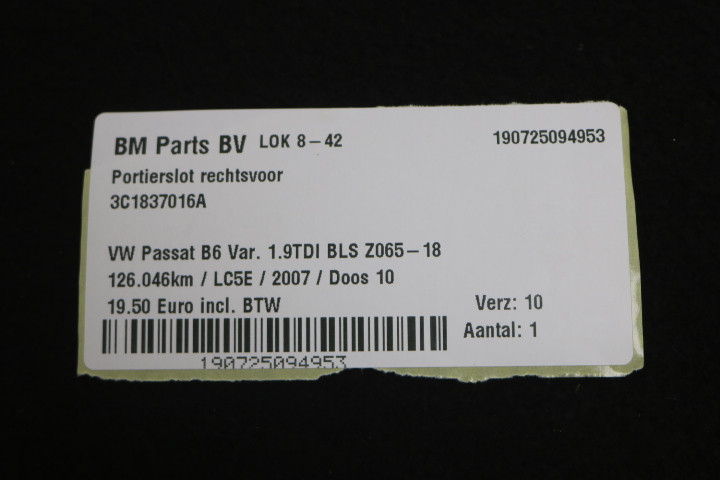 BM Parts BV LOK 8-42 190725094953
Portierslot rechtsvoor
3C1837016A
VW Passat B6 Var. 1.9TDI BLS Z065-18
126.046km / LC5E / 2007 / Doos 10
19.50 Euro incl. BTW Verz: 10
Aantal: 1
190725094953